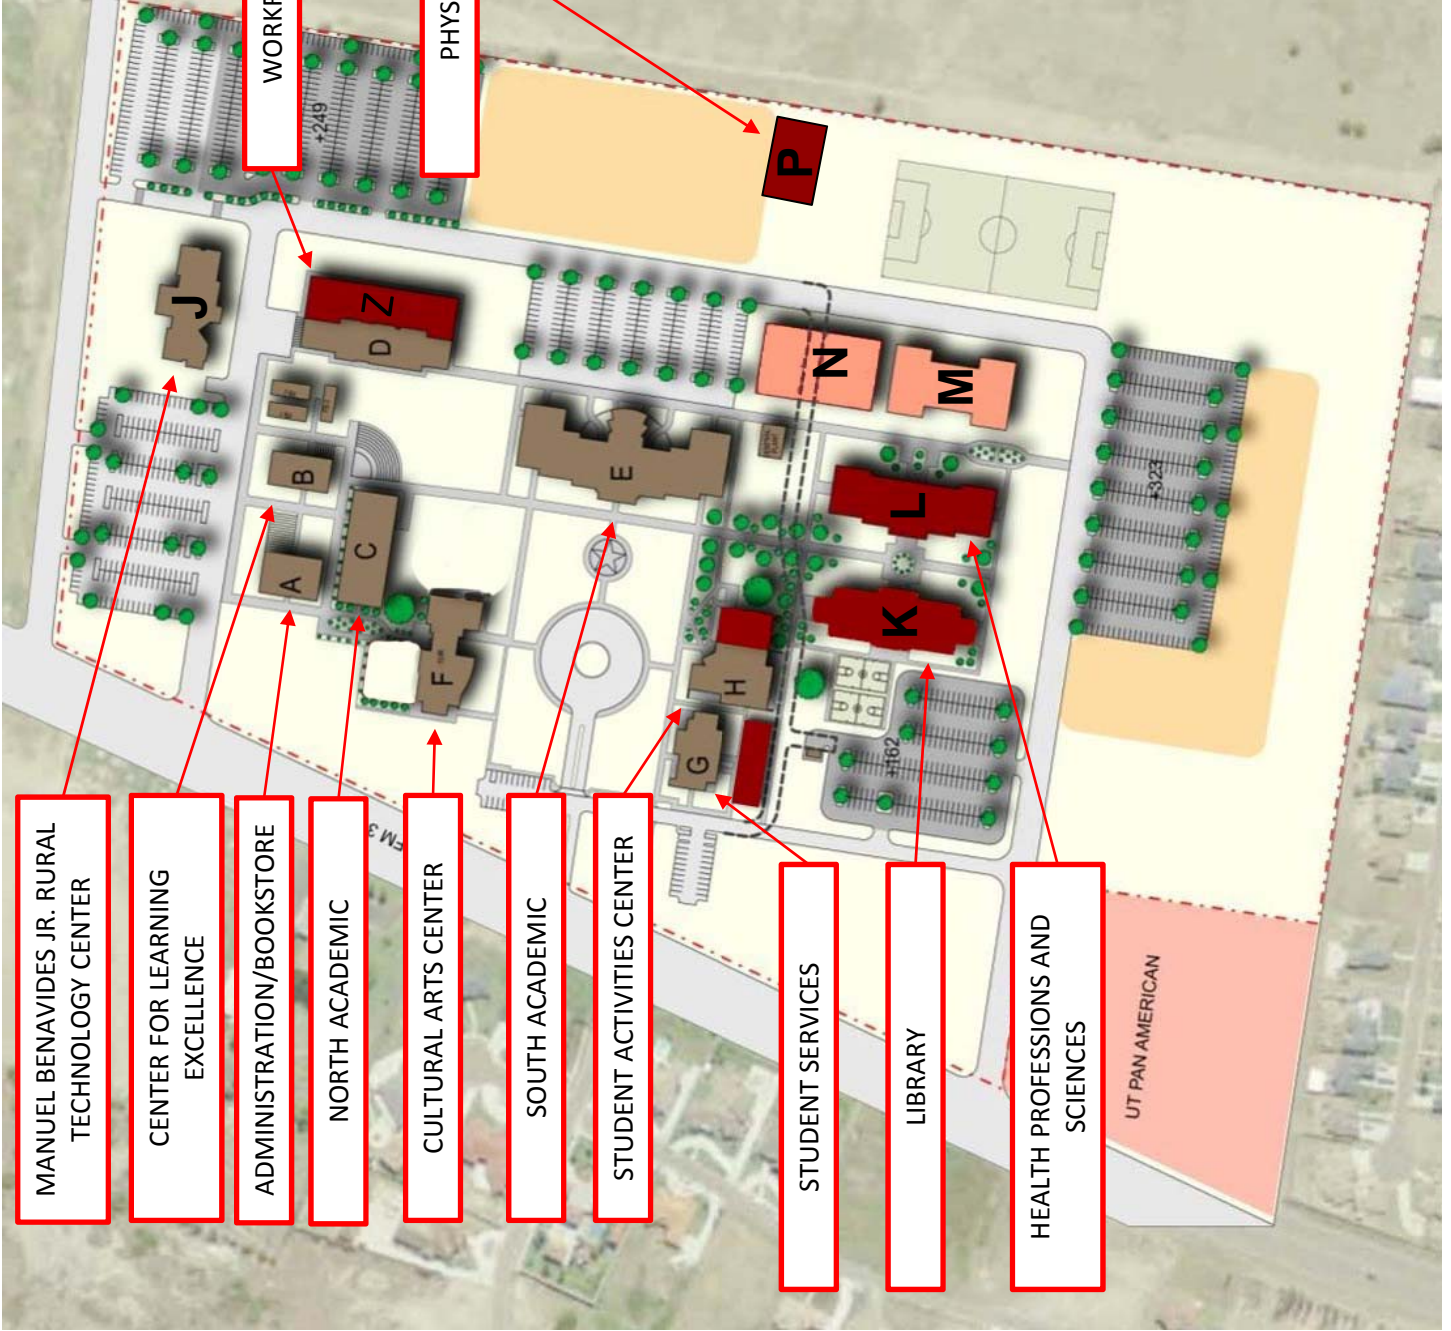 MANUEL BENAVIDES JR. RURAL
TECHNOLOGY CENTER
CENTER FOR LEARNING
EXCELLENCE
ADMINISTRATION/BOOKSTORE
NORTH ACADEMIC
CULTURAL ARTS CENTER
SOUTH ACADEMIC
STUDENT ACTIVITIES CENTER
STUDENT SERVICES
LIBRARY
HEALTH PROFESSIONS AND
SCIENCES
WORKF
PHYS
J
Z
D
B
A
C
F
E
H
G
K
L
N
M
P
+249
+323
+162
FM 3
UT PAN AMERICAN